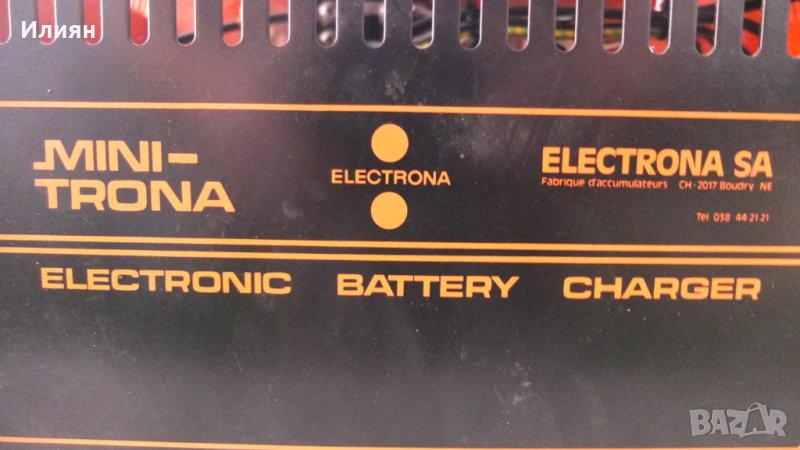 Илиян
MINI-
TRONA
ELECTRONA
ELECTRONA SA
Fabrique d'accumulateurs CH-2017 Boudry NE
Tel 038 44 21 21
ELECTRONIC BATTERY CHARGER
BAZAR